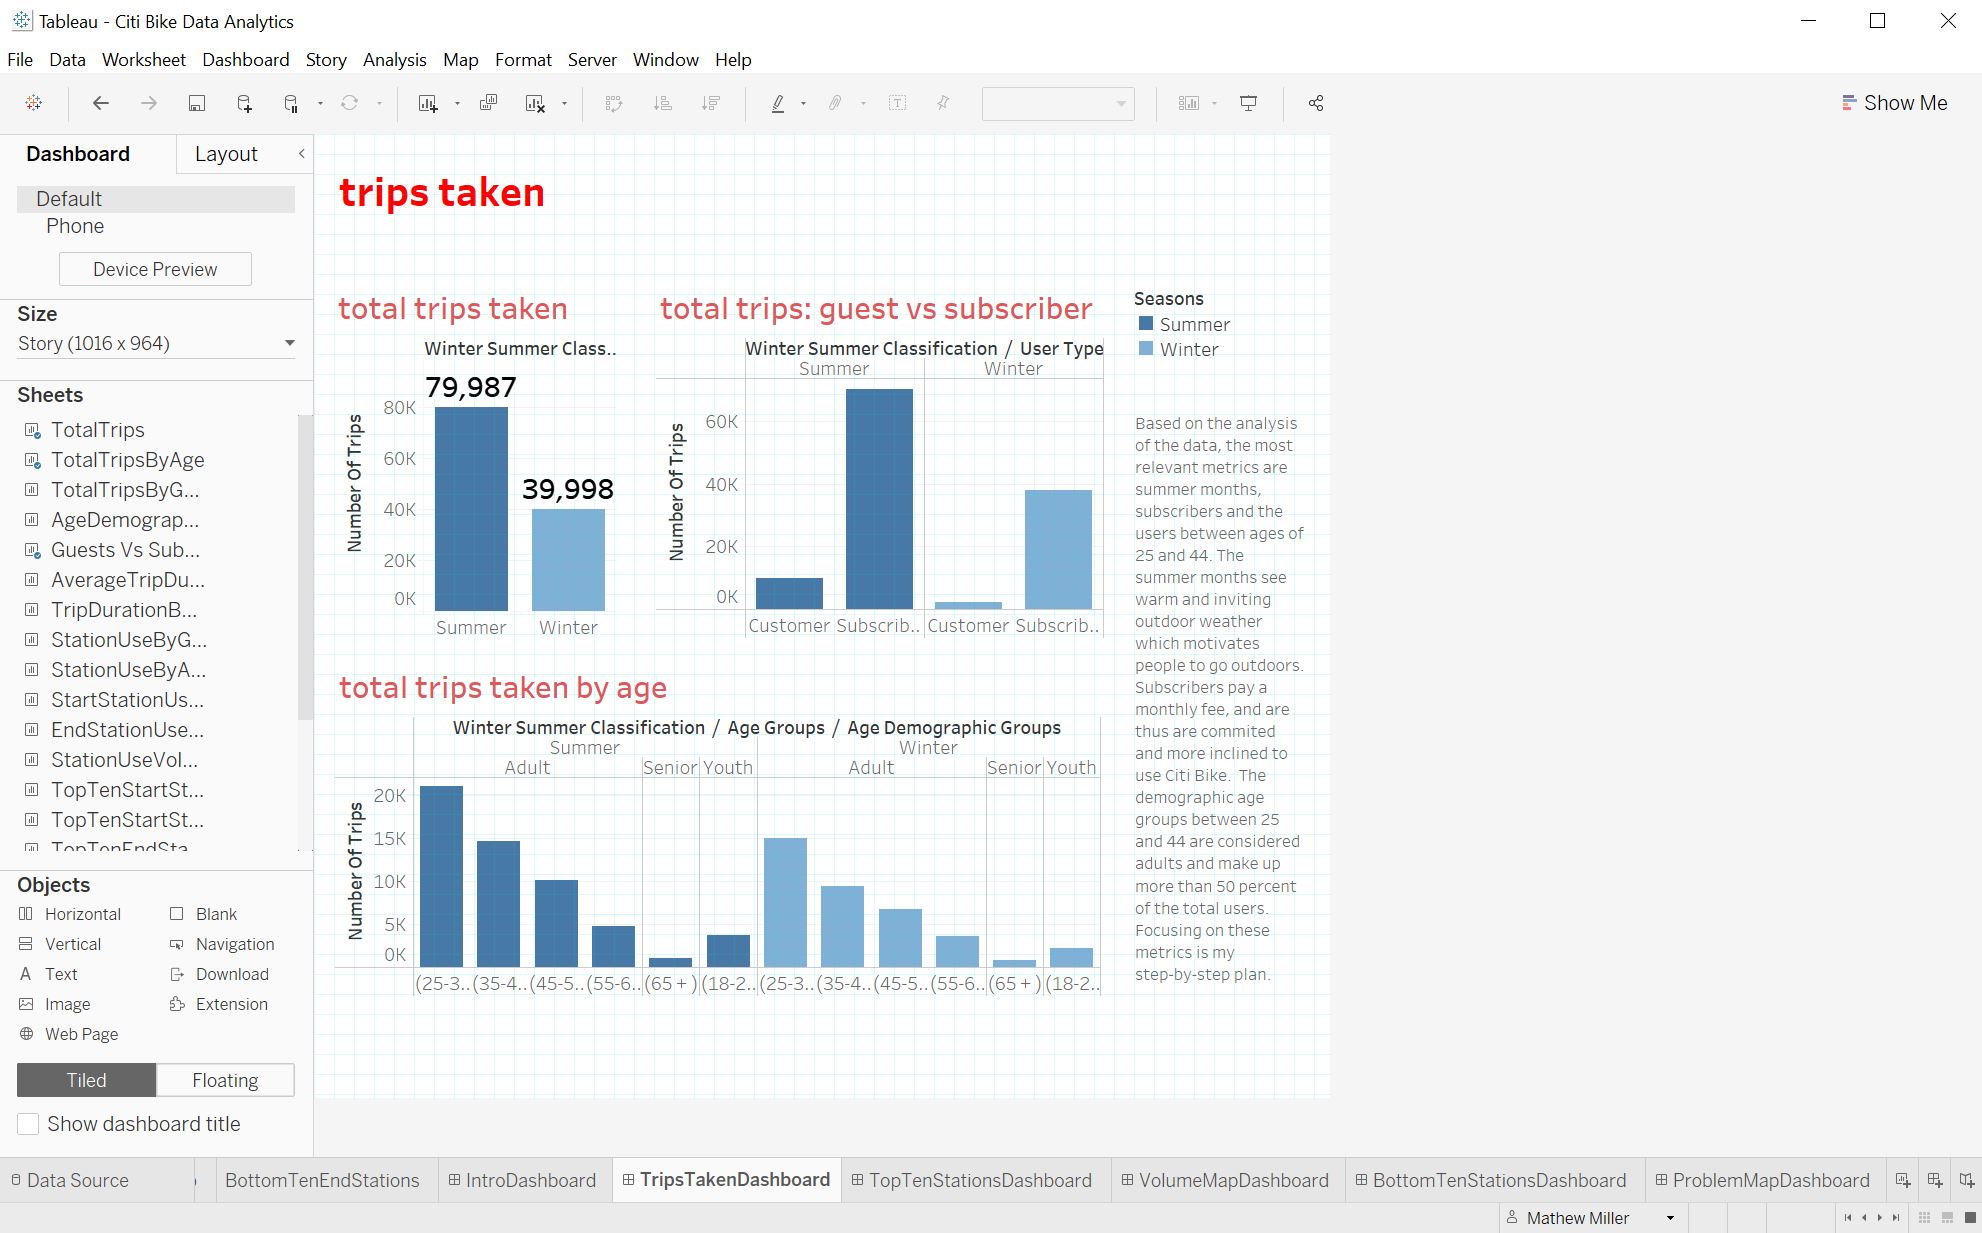 Tableau - Citi Bike Data Analytics
File Data Worksheet Dashboard Story Analysis Map Format Server Window Help
Show Me
Dashboard Layout
Default
Phone
Device Preview
Size
Story (1016 x 964)
Sheets
TotalTrips
TotalTripsByAge
TotalTripsByG...
AgeDemograp...
Guests Vs Sub...
AverageTripDu...
TripDurationB...
StationUseByG...
StationUseByA...
StartStationUs...
EndStationUse...
StationUseVol...
TopTenStartSt...
TopTenStartSt...
TopTenEndSta
Objects
Horizontal Blank
Vertical Navigation
Text Download
Image Extension
Web Page
Tiled Floating
Show dashboard title
trips taken
total trips taken
Winter Summer Class..
79,987
39,998
Number Of Trips
80K
60K
40K
20K
0K
Summer Winter
total trips: guest vs subscriber
Winter Summer Classification / User Type
Summer Winter
Number Of Trips
60K
40K
20K
0K
Customer Subscrib.. Customer Subscrib..
Seasons
Summer
Winter
Based on the analysis
of the data, the most
relevant metrics are
summer months,
subscribers and the
users between ages of
25 and 44. The
summer months see
warm and inviting
outdoor weather
which motivates
people to go outdoors.
Subscribers pay a
monthly fee, and are
thus are commited
and more inclined to
use Citi Bike. The
demographic age
groups between 25
and 44 are considered
adults and make up
more than 50 percent
of the total users.
Focusing on these
metrics is my
step-by-step plan.
total trips taken by age
Winter Summer Classification / Age Groups / Age Demographic Groups
Summer Winter
Adult Senior Youth Adult Senior Youth
Number Of Trips
20K
15K
10K
5K
0K
(25-3.. (35-4.. (45-5.. (55-6.. (65 + ) (18-2.. (25-3.. (35-4.. (45-5.. (55-6.. (65 + ) (18-2..
Data Source BottomTenEndStations IntroDashboard TripsTakenDashboard TopTenStationsDashboard VolumeMapDashboard BottomTenStationsDashboard ProblemMapDashboard
Mathew Miller